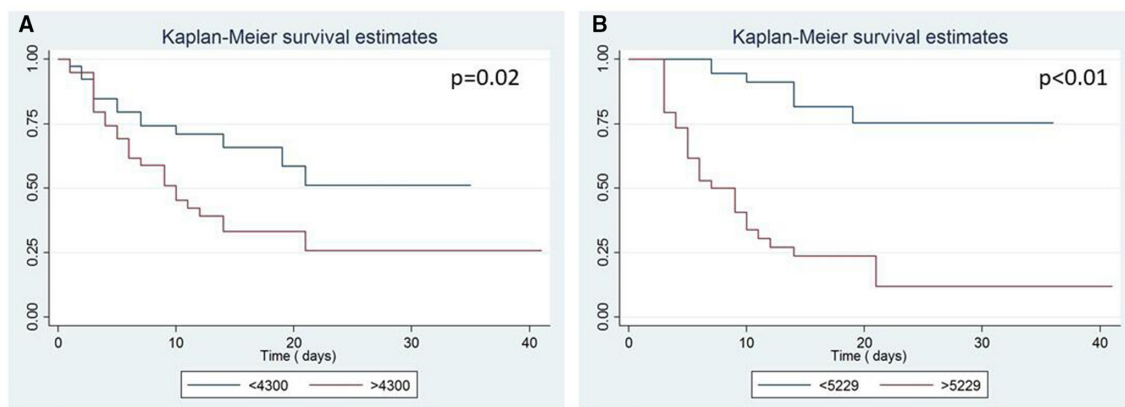 A
Kaplan-Meier survival estimates
p=0.02
1.00
0.75
0.50
0.25
0.00
0 10 20 30 40
Time ( days)
<4300 >4300
B
Kaplan-Meier survival estimates
p<0.01
1.00
0.75
0.50
0.25
0.00
0 10 20 30 40
Time ( days)
<5229 >5229